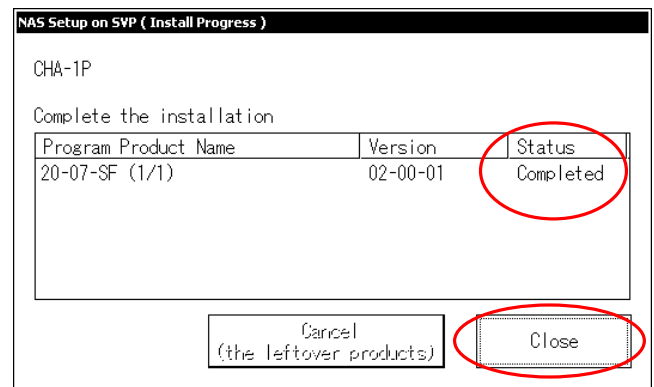 NAS Setup on SVP ( Install Progress )
CHA-1P
Complete the installation
Program Product Name Version Status
20-07-SF (1/1) 02-00-01 Completed
Cancel
(the leftover products)
Close